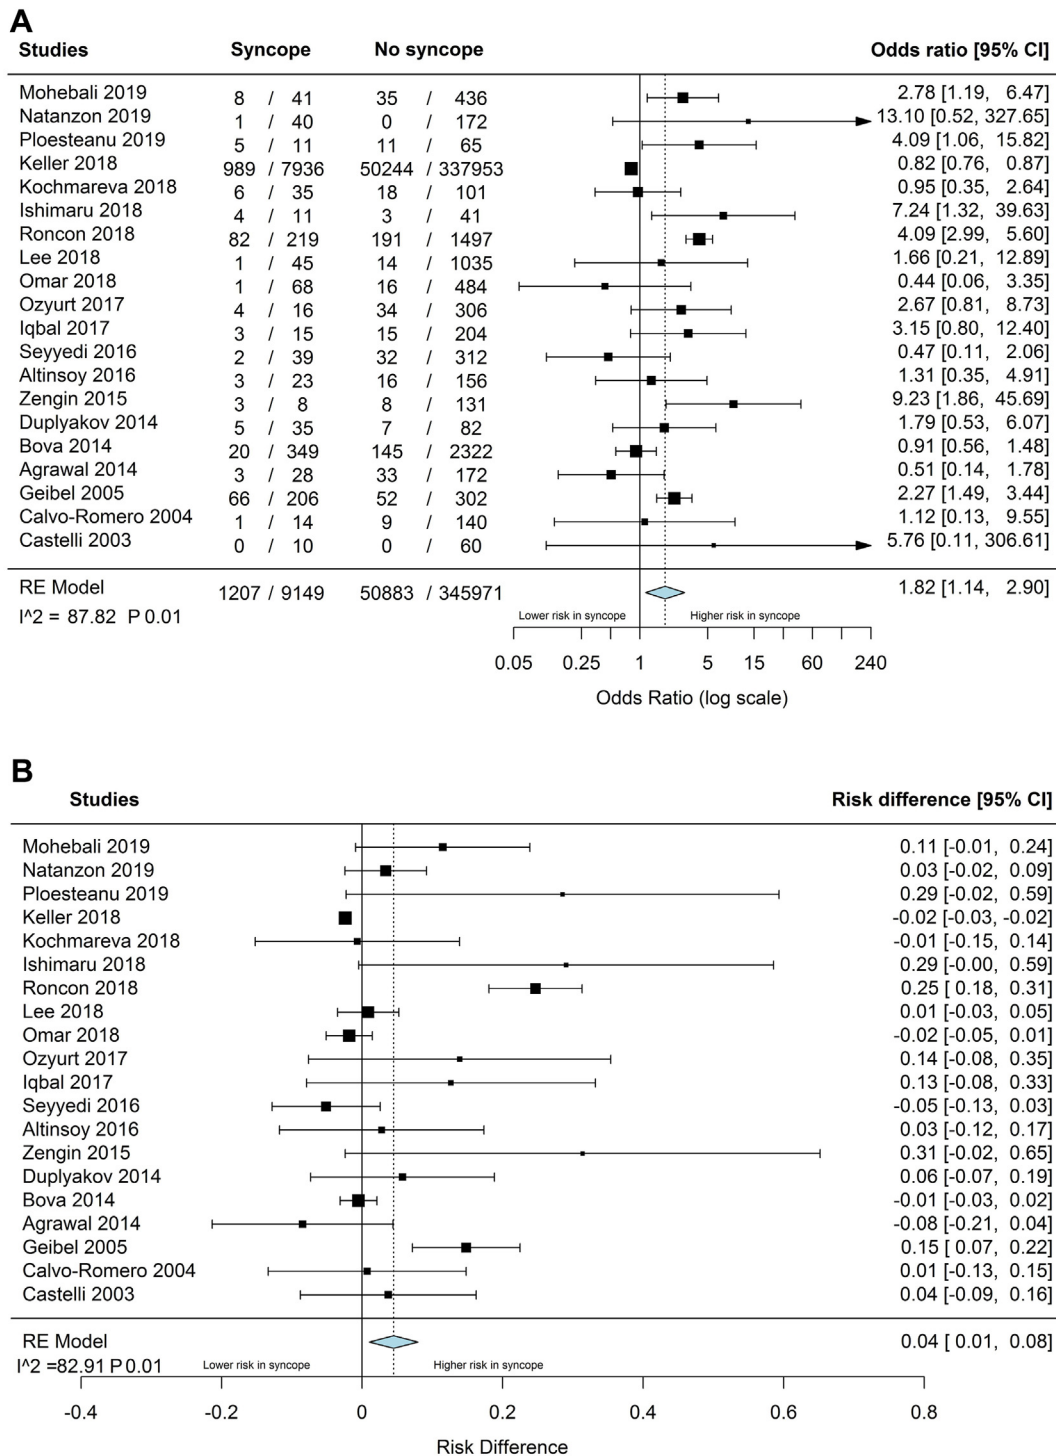 A
Studies Syncope No syncope Odds ratio [95% CI]
Mohebali 2019 8 / 41 35 / 436 2.78 [1.19, 6.47]
Natanzon 2019 1 / 40 0 / 172 13.10 [0.52, 327.65]
Ploesteanu 2019 5 / 11 11 / 65 4.09 [1.06, 15.82]
Keller 2018 989 / 7936 50244 / 337953 0.82 [0.76, 0.87]
Kochmareva 2018 6 / 35 18 / 101 0.95 [0.35, 2.64]
Ishimaru 2018 4 / 11 3 / 41 7.24 [1.32, 39.63]
Roncon 2018 82 / 219 191 / 1497 4.09 [2.99, 5.60]
Lee 2018 1 / 45 14 / 1035 1.66 [0.21, 12.89]
Omar 2018 1 / 68 16 / 484 0.44 [0.06, 3.35]
Ozyurt 2017 4 / 16 34 / 306 2.67 [0.81, 8.73]
Iqbal 2017 3 / 15 15 / 204 3.15 [0.80, 12.40]
Seyyedi 2016 2 / 39 32 / 312 0.47 [0.11, 2.06]
Altinsoy 2016 3 / 23 16 / 156 1.31 [0.35, 4.91]
Zengin 2015 3 / 8 8 / 131 9.23 [1.86, 45.69]
Duplyakov 2014 5 / 35 7 / 82 1.79 [0.53, 6.07]
Bova 2014 20 / 349 145 / 2322 0.91 [0.56, 1.48]
Agrawal 2014 3 / 28 33 / 172 0.51 [0.14, 1.78]
Geibel 2005 66 / 206 52 / 302 2.27 [1.49, 3.44]
Calvo-Romero 2004 1 / 14 9 / 140 1.12 [0.13, 9.55]
Castelli 2003 0 / 10 0 / 60 5.76 [0.11, 306.61]
RE Model 1207 / 9149 50883 / 345971 1.82 [1.14, 2.90]
I^2 = 87.82 P 0.01 Lower risk in syncope Higher risk in syncope
0.05 0.25 1 5 15 60 240
Odds Ratio (log scale)
B
Studies Risk difference [95% CI]
Mohebali 2019 0.11 [-0.01, 0.24]
Natanzon 2019 0.03 [-0.02, 0.09]
Ploesteanu 2019 0.29 [-0.02, 0.59]
Keller 2018 -0.02 [-0.03, -0.02]
Kochmareva 2018 -0.01 [-0.15, 0.14]
Ishimaru 2018 0.29 [-0.00, 0.59]
Roncon 2018 0.25 [ 0.18, 0.31]
Lee 2018 0.01 [-0.03, 0.05]
Omar 2018 -0.02 [-0.05, 0.01]
Ozyurt 2017 0.14 [-0.08, 0.35]
Iqbal 2017 0.13 [-0.08, 0.33]
Seyyedi 2016 -0.05 [-0.13, 0.03]
Altinsoy 2016 0.03 [-0.12, 0.17]
Zengin 2015 0.31 [-0.02, 0.65]
Duplyakov 2014 0.06 [-0.07, 0.19]
Bova 2014 -0.01 [-0.03, 0.02]
Agrawal 2014 -0.08 [-0.21, 0.04]
Geibel 2005 0.15 [ 0.07, 0.22]
Calvo-Romero 2004 0.01 [-0.13, 0.15]
Castelli 2003 0.04 [-0.09, 0.16]
RE Model 0.04 [ 0.01, 0.08]
I^2 =82.91 P 0.01 Lower risk in syncope Higher risk in syncope
-0.4 -0.2 0 0.2 0.4 0.6 0.8
Risk Difference